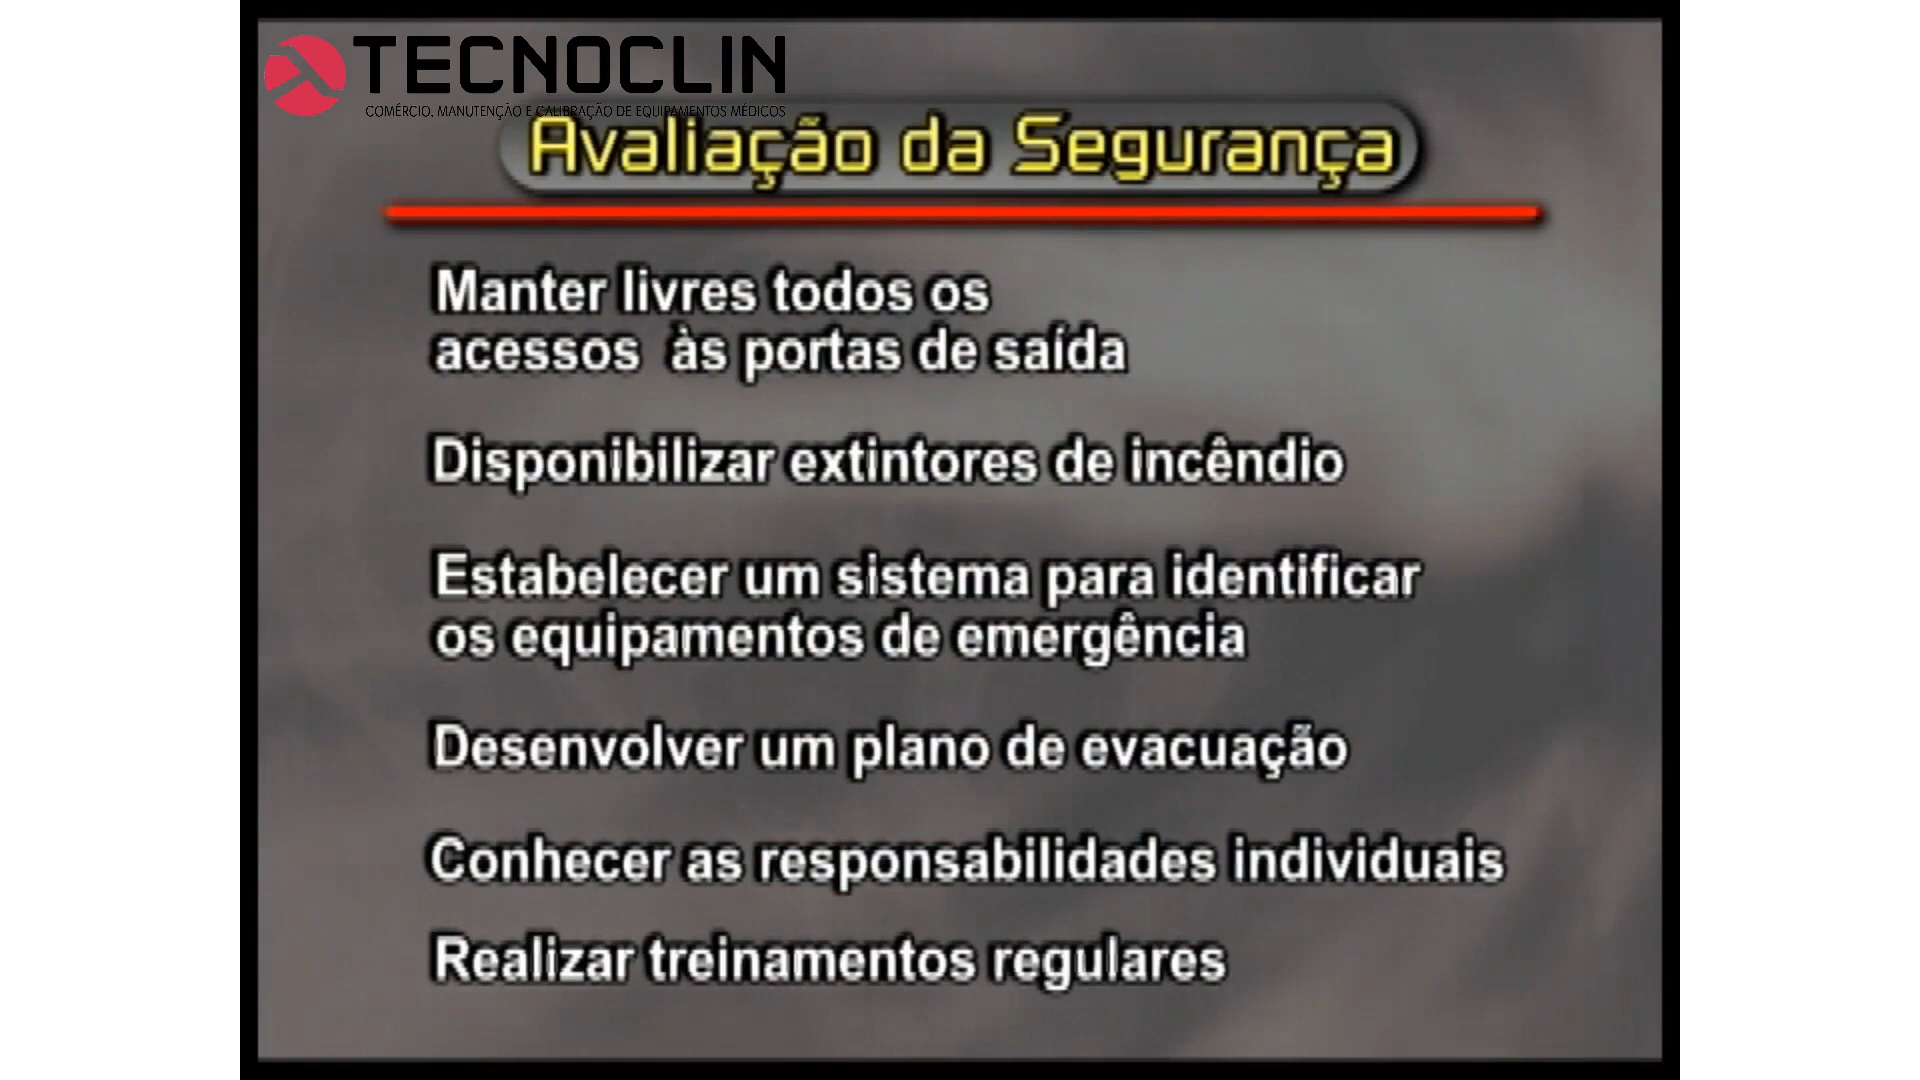 TECNOCLIN
COMÉRCIO, MANUTENÇÃO E CALIBRAÇÃO DE EQUIPAMENTOS MÉDICOS
Avaliação da Segurança
Manter livres todos os
acessos às portas de saída
Disponibilizar extintores de incêndio
Estabelecer um sistema para identificar
os equipamentos de emergência
Desenvolver um plano de evacuação
Conhecer as responsabilidades individuais
Realizar treinamentos regulares